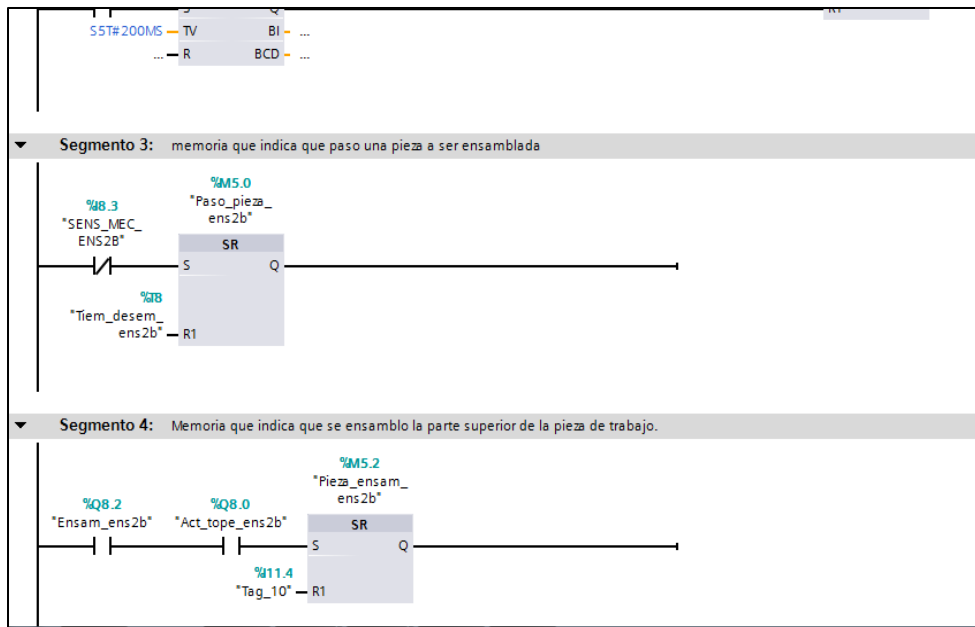 S5T#200MS TV BI ...
... R BCD ...
Segmento 3: memoria que indica que paso una pieza a ser ensamblada
%M5.0
%I8.3 "Paso_pieza_
"SENS_MEC_ ens2b"
ENS2B" SR
S Q
%T8
"Tiem_desem_
ens2b" R1
Segmento 4: Memoria que indica que se ensamblo la parte superior de la pieza de trabajo.
%M5.2
"Pieza_ensam_
%Q8.2 %Q8.0 ens2b"
"Ensam_ens2b" "Act_tope_ens2b" SR
S Q
%I11.4
"Tag_10" R1